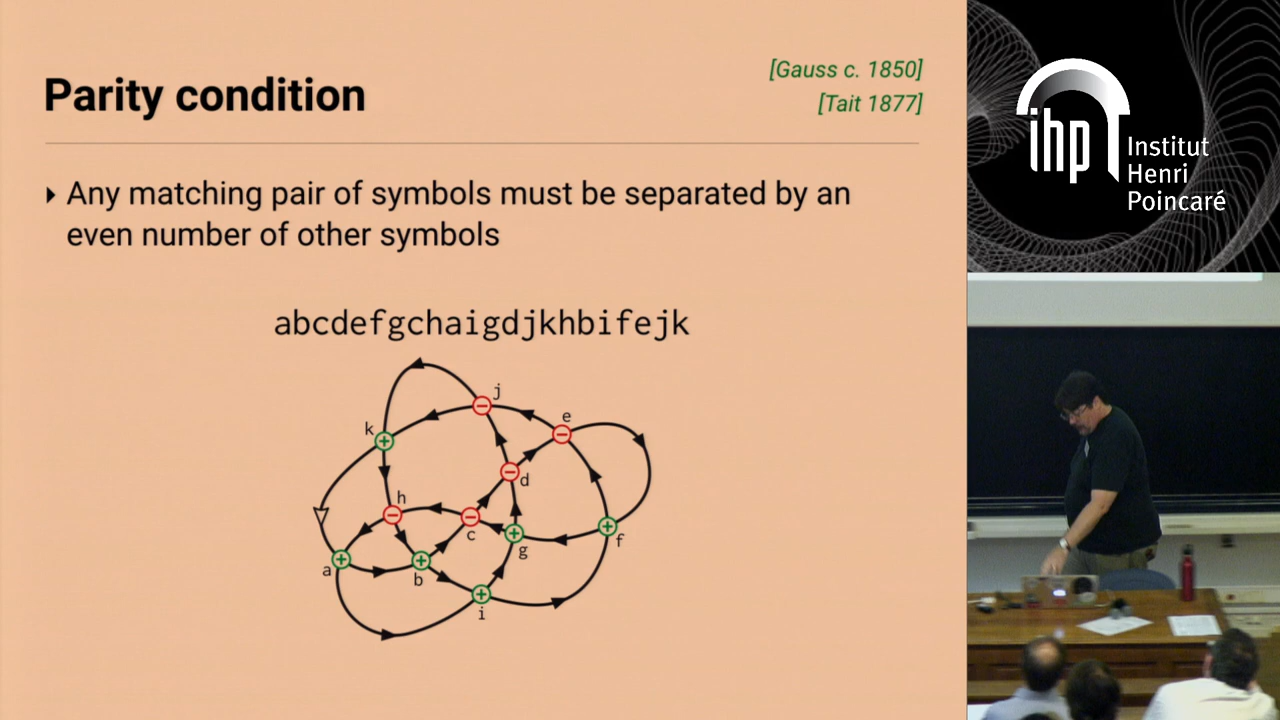 Parity condition
[Gauss c. 1850]
[Tait 1877]
Any matching pair of symbols must be separated by an
even number of other symbols
abcdefgchaigdjkhbifejk
j
e
k
d
h
c
g
f
a
b
i
ihp
Institut
Henri
Poincaré